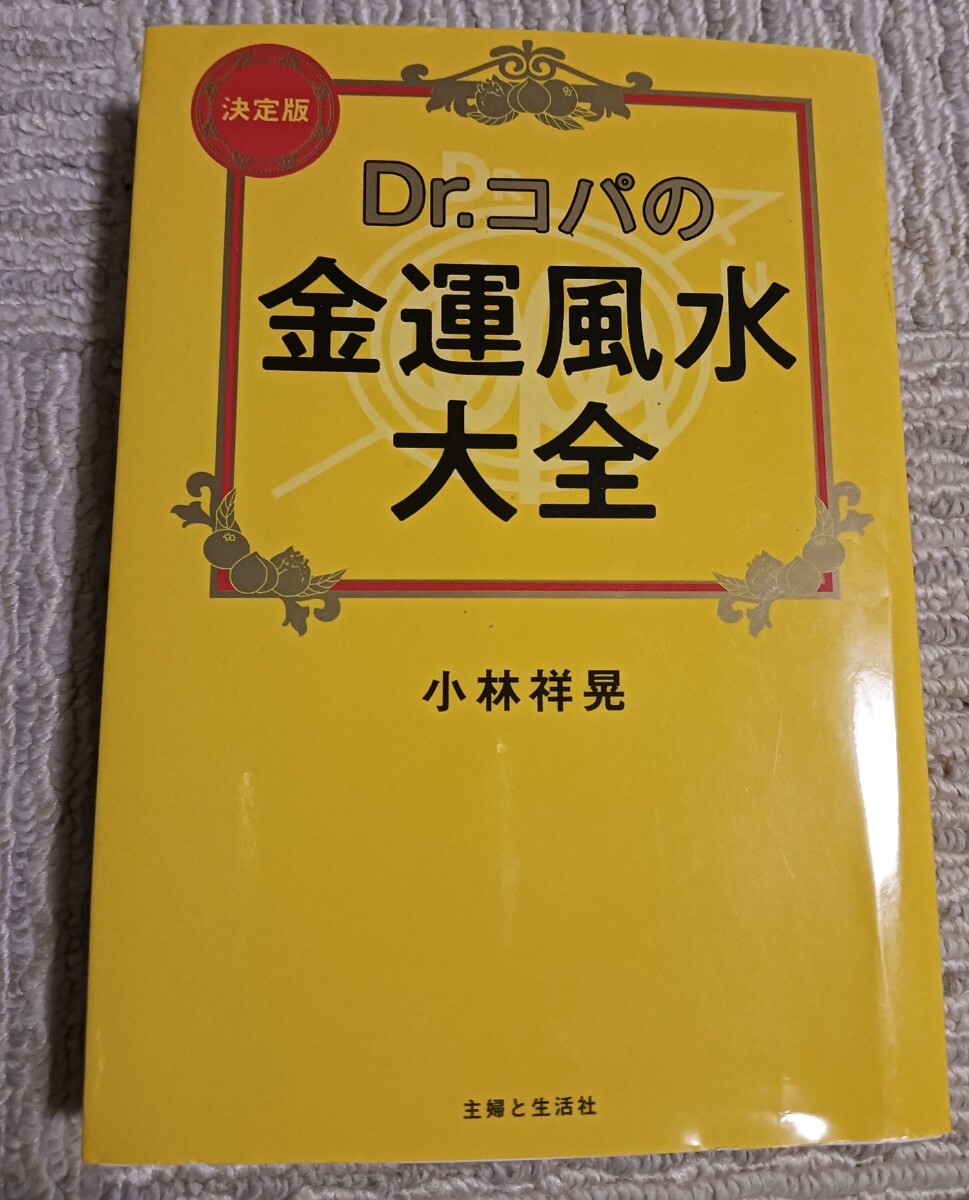 決定版
Dr.コパの
金運風水
大全
小林祥晃
主婦と生活社